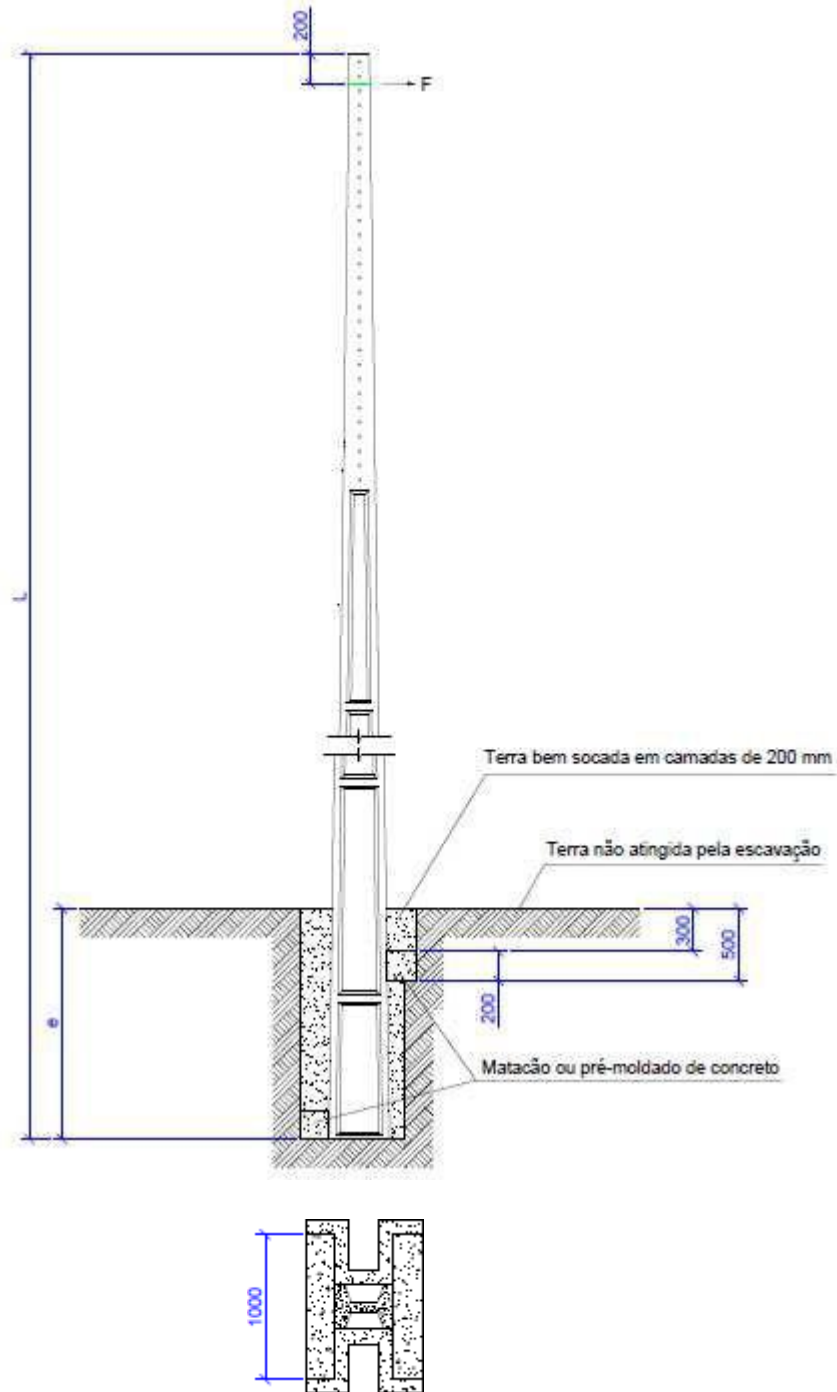 200
F
L
Terra bem socada em camadas de 200 mm
Terra não atingida pela escavação
300
500
200
e
Matacão ou pré-moldado de concreto
1000